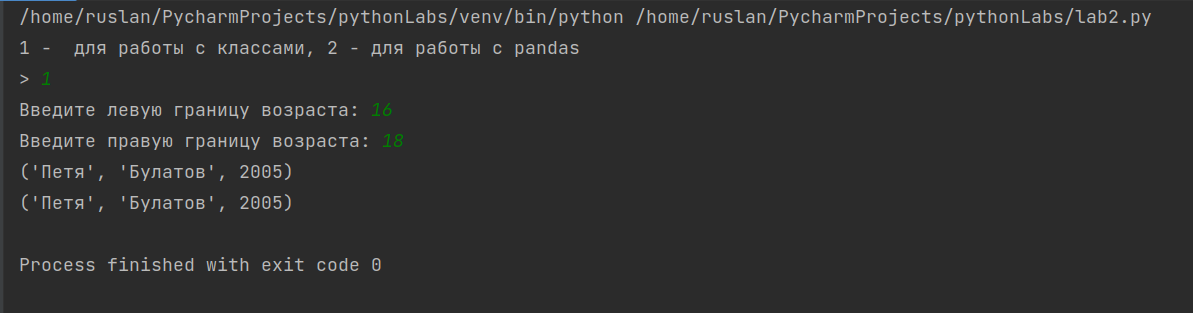 /home/ruslan/PycharmProjects/pythonLabs/venv/bin/python /home/ruslan/PycharmProjects/pythonLabs/lab2.py
1 -  для работы с классами, 2 - для работы с pandas
> 1
Введите левую границу возраста: 16
Введите правую границу возраста: 18
('Петя', 'Булатов', 2005)
('Петя', 'Булатов', 2005)
Process finished with exit code 0